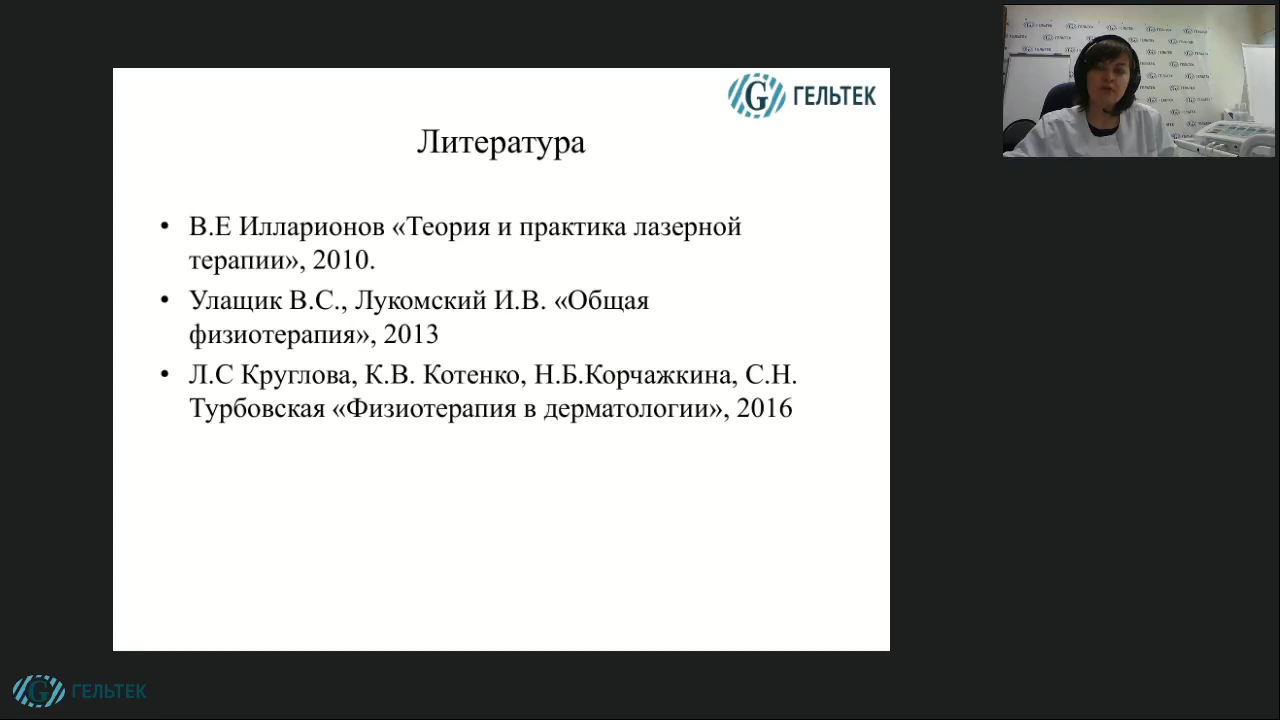 ГЕЛЬТЕК
Литература
• В.Е Илларионов «Теория и практика лазерной
терапии», 2010.
• Улащик В.С., Лукомский И.В. «Общая
физиотерапия», 2013
• Л.С Круглова, К.В. Котенко, Н.Б.Корчажкина, С.Н.
Турбовская «Физиотерапия в дерматологии», 2016
ГЕЛЬТЕК